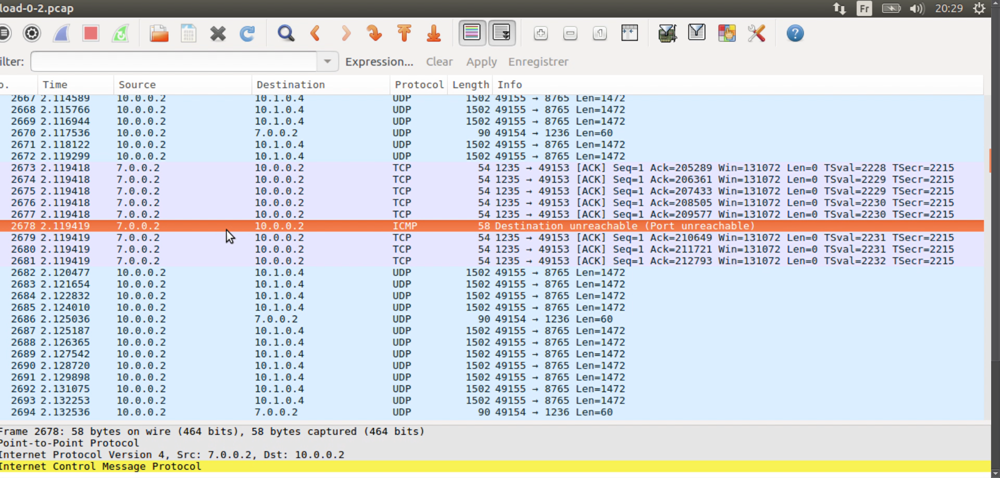 load-0-2.pcap Fr 20:29
ilter: Expression... Clear Apply Enregistrer
o. Time Source Destination Protocol Length Info
2667 2.114589 10.0.0.2 10.1.0.4 UDP 1502 49155 → 8765 Len=1472
2668 2.115766 10.0.0.2 10.1.0.4 UDP 1502 49155 → 8765 Len=1472
2669 2.116944 10.0.0.2 10.1.0.4 UDP 1502 49155 → 8765 Len=1472
2670 2.117536 10.0.0.2 7.0.0.2 UDP 90 49154 → 1236 Len=60
2671 2.118122 10.0.0.2 10.1.0.4 UDP 1502 49155 → 8765 Len=1472
2672 2.119299 10.0.0.2 10.1.0.4 UDP 1502 49155 → 8765 Len=1472
2673 2.119418 7.0.0.2 10.0.0.2 TCP 54 1235 → 49153 [ACK] Seq=1 Ack=205289 Win=131072 Len=0 TSval=2228 TSecr=2215
2674 2.119418 7.0.0.2 10.0.0.2 TCP 54 1235 → 49153 [ACK] Seq=1 Ack=206361 Win=131072 Len=0 TSval=2229 TSecr=2215
2675 2.119418 7.0.0.2 10.0.0.2 TCP 54 1235 → 49153 [ACK] Seq=1 Ack=207433 Win=131072 Len=0 TSval=2229 TSecr=2215
2676 2.119418 7.0.0.2 10.0.0.2 TCP 54 1235 → 49153 [ACK] Seq=1 Ack=208505 Win=131072 Len=0 TSval=2230 TSecr=2215
2677 2.119418 7.0.0.2 10.0.0.2 TCP 54 1235 → 49153 [ACK] Seq=1 Ack=209577 Win=131072 Len=0 TSval=2230 TSecr=2215
2678 2.119419 7.0.0.2 10.0.0.2 ICMP 58 Destination unreachable (Port unreachable)
2679 2.119419 7.0.0.2 10.0.0.2 TCP 54 1235 → 49153 [ACK] Seq=1 Ack=210649 Win=131072 Len=0 TSval=2231 TSecr=2215
2680 2.119419 7.0.0.2 10.0.0.2 TCP 54 1235 → 49153 [ACK] Seq=1 Ack=211721 Win=131072 Len=0 TSval=2231 TSecr=2215
2681 2.119419 7.0.0.2 10.0.0.2 TCP 54 1235 → 49153 [ACK] Seq=1 Ack=212793 Win=131072 Len=0 TSval=2232 TSecr=2215
2682 2.120477 10.0.0.2 10.1.0.4 UDP 1502 49155 → 8765 Len=1472
2683 2.121654 10.0.0.2 10.1.0.4 UDP 1502 49155 → 8765 Len=1472
2684 2.122832 10.0.0.2 10.1.0.4 UDP 1502 49155 → 8765 Len=1472
2685 2.124010 10.0.0.2 10.1.0.4 UDP 1502 49155 → 8765 Len=1472
2686 2.125036 10.0.0.2 7.0.0.2 UDP 90 49154 → 1236 Len=60
2687 2.125187 10.0.0.2 10.1.0.4 UDP 1502 49155 → 8765 Len=1472
2688 2.126365 10.0.0.2 10.1.0.4 UDP 1502 49155 → 8765 Len=1472
2689 2.127542 10.0.0.2 10.1.0.4 UDP 1502 49155 → 8765 Len=1472
2690 2.128720 10.0.0.2 10.1.0.4 UDP 1502 49155 → 8765 Len=1472
2691 2.129898 10.0.0.2 10.1.0.4 UDP 1502 49155 → 8765 Len=1472
2692 2.131075 10.0.0.2 10.1.0.4 UDP 1502 49155 → 8765 Len=1472
2693 2.132253 10.0.0.2 10.1.0.4 UDP 1502 49155 → 8765 Len=1472
2694 2.132536 10.0.0.2 7.0.0.2 UDP 90 49154 → 1236 Len=60
Frame 2678: 58 bytes on wire (464 bits), 58 bytes captured (464 bits)
Point-to-Point Protocol
Internet Protocol Version 4, Src: 7.0.0.2, Dst: 10.0.0.2
Internet Control Message Protocol